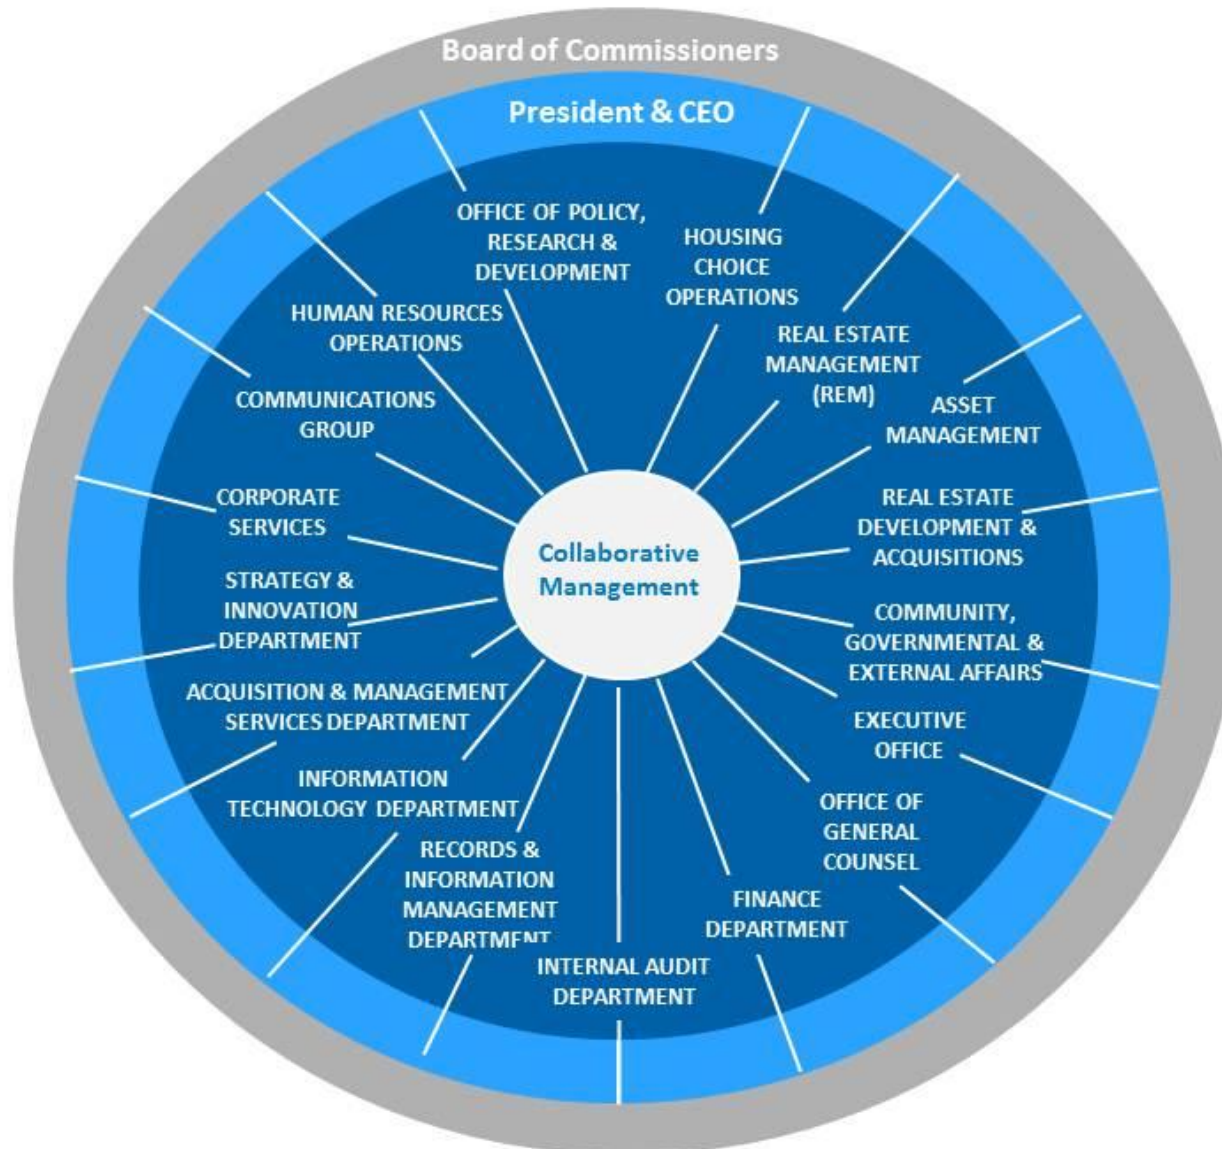 Board of Commissioners
President & CEO
OFFICE OF POLICY,
RESEARCH &
DEVELOPMENT
HOUSING
CHOICE
OPERATIONS
HUMAN RESOURCES
OPERATIONS
REAL ESTATE
MANAGEMENT
(REM)
COMMUNICATIONS
GROUP
ASSET
MANAGEMENT
CORPORATE
SERVICES
REAL ESTATE
DEVELOPMENT &
ACQUISITIONS
Collaborative
Management
STRATEGY &
INNOVATION
DEPARTMENT
COMMUNITY,
GOVERNMENTAL &
EXTERNAL AFFAIRS
ACQUISITION & MANAGEMENT
SERVICES DEPARTMENT
EXECUTIVE
OFFICE
INFORMATION
TECHNOLOGY DEPARTMENT
OFFICE OF
GENERAL
COUNSEL
RECORDS &
INFORMATION
MANAGEMENT
DEPARTMENT
FINANCE
DEPARTMENT
INTERNAL AUDIT
DEPARTMENT